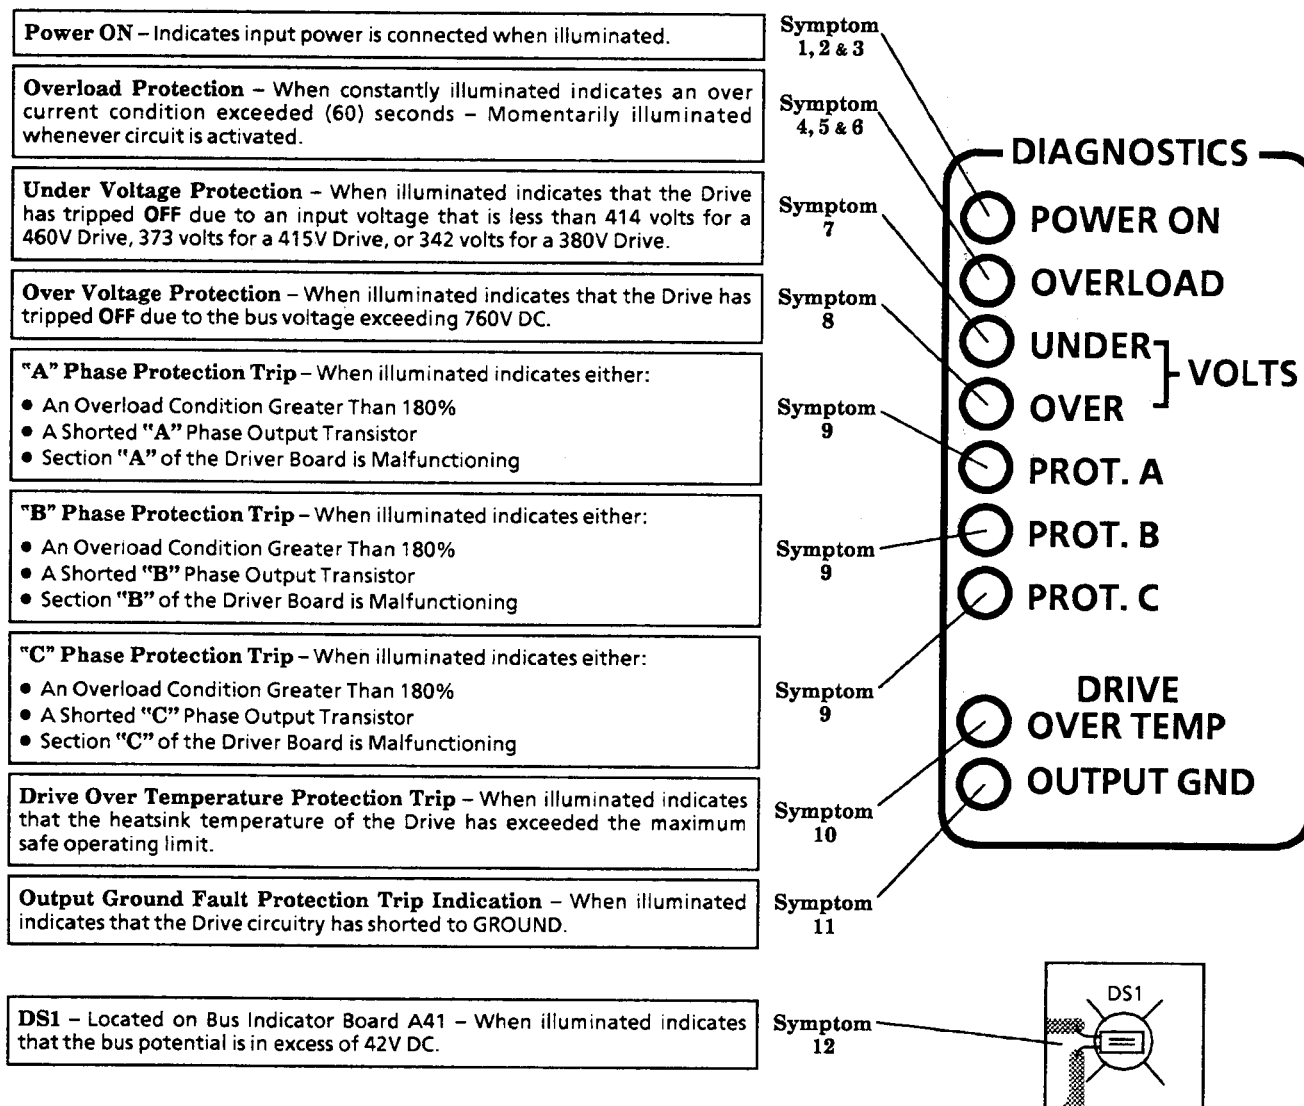 Power ON – Indicates input power is connected when illuminated.
Symptom
1, 2 & 3
Overload Protection – When constantly illuminated indicates an over
current condition exceeded (60) seconds – Momentarily illuminated
whenever circuit is activated.
Symptom
4, 5 & 6
Under Voltage Protection – When illuminated indicates that the Drive
has tripped OFF due to an input voltage that is less than 414 volts for a
460V Drive, 373 volts for a 415V Drive, or 342 volts for a 380V Drive.
Symptom
7
Over Voltage Protection – When illuminated indicates that the Drive has
tripped OFF due to the bus voltage exceeding 760V DC.
Symptom
8
"A" Phase Protection Trip – When illuminated indicates either:
● An Overload Condition Greater Than 180%
● A Shorted "A" Phase Output Transistor
● Section "A" of the Driver Board is Malfunctioning
Symptom
9
"B" Phase Protection Trip – When illuminated indicates either:
● An Overload Condition Greater Than 180%
● A Shorted "B" Phase Output Transistor
● Section "B" of the Driver Board is Malfunctioning
Symptom
9
"C" Phase Protection Trip – When illuminated indicates either:
● An Overload Condition Greater Than 180%
● A Shorted "C" Phase Output Transistor
● Section "C" of the Driver Board is Malfunctioning
Symptom
9
Drive Over Temperature Protection Trip – When illuminated indicates
that the heatsink temperature of the Drive has exceeded the maximum
safe operating limit.
Symptom
10
Output Ground Fault Protection Trip Indication – When illuminated
indicates that the Drive circuitry has shorted to GROUND.
Symptom
11
DS1 – Located on Bus Indicator Board A41 – When illuminated indicates
that the bus potential is in excess of 42V DC.
Symptom
12
DIAGNOSTICS
POWER ON
OVERLOAD
UNDER
VOLTS
OVER
PROT. A
PROT. B
PROT. C
DRIVE
OVER TEMP
OUTPUT GND
DS1